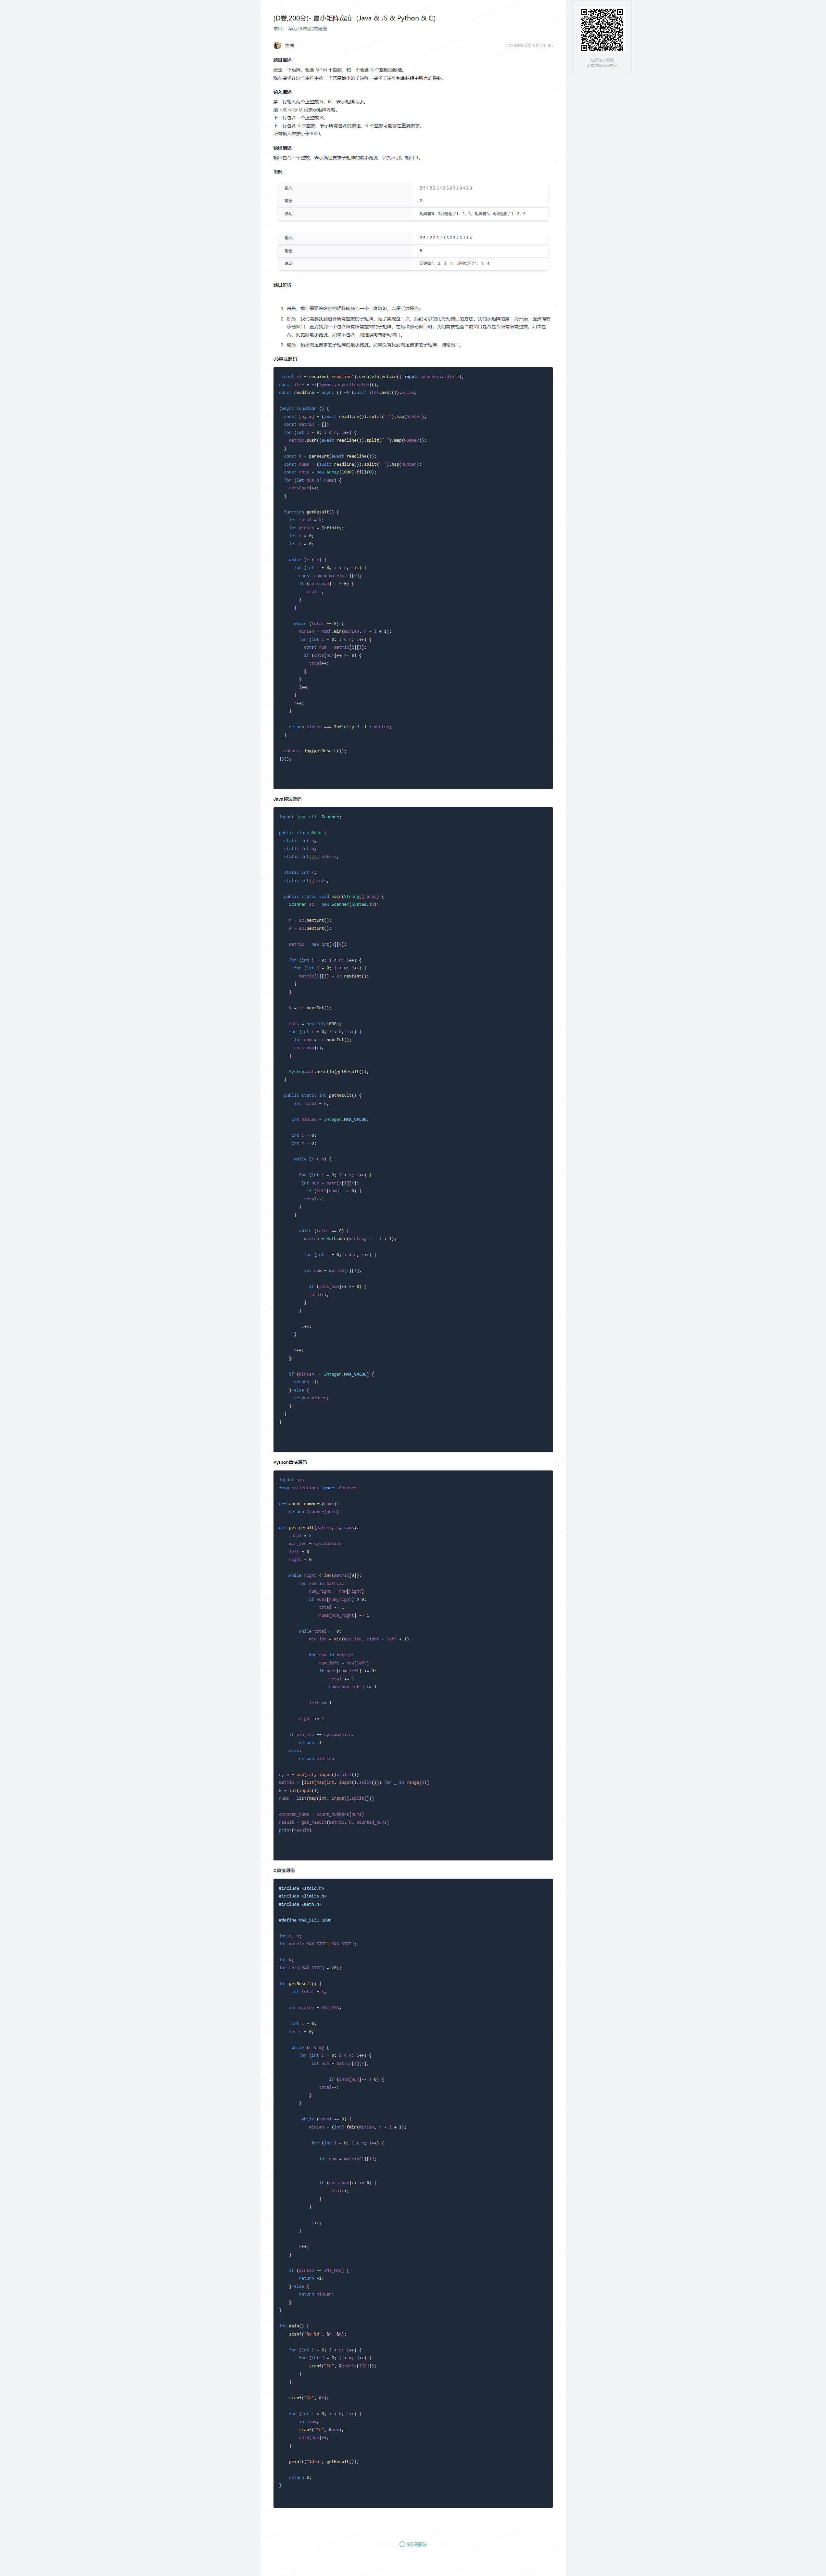 (D卷,200分)- 最小矩阵宽度（Java & JS & Python & C）
来自： 华为OD机试欢欣圈
2024年05月19日 20:40
扫码加入星球
查看更多优质内容
题目描述
给定一个矩阵，包含 N * M 个整数，和一个包含 K 个整数的数组。
现在要求在这个矩阵中找一个宽度最小的子矩阵，要求子矩阵包含数组中所有的整数。
输入描述
第一行输入两个正整数 N、M，表示矩阵大小。
接下来 N 行 M 列表示矩阵内容。
下一行包含一个正整数 K。
下一行包含 K 个整数，表示所需包含的数组，K 个整数可能存在重复数字。
所有输入数据小于1000。
输出描述
输出包含一个整数，表示满足要求子矩阵的最小宽度，若找不到，输出-1。
用例
输入 2 5 1 2 2 3 1 2 3 2 3 2 3 1 2 3
输出 2
说明 矩阵第0、3列包含了1，2，3，矩阵第3，4列包含了1，2，3
输入 2 5 1 2 2 3 1 1 3 2 3 4 3 1 1 4
输出 5
说明 矩阵第1、2、3、4、5列包含了1、1、4
题目解析
1. 首先，我们需要将给定的矩阵转换为一个二维数组，以便后续操作。
2. 然后，我们需要找到包含所需整数的子矩阵。为了实现这一点，我们可以使用滑动窗口的方法。我们从矩阵的第一列开始，逐步向右
移动窗口，直到找到一个包含所有所需整数的子矩阵。在每次移动窗口时，我们需要检查当前窗口是否包含所有所需整数。如果包
含，则更新最小宽度；如果不包含，则继续向右移动窗口。
3. 最后，输出满足要求的子矩阵的最小宽度。如果没有找到满足要求的子矩阵，则输出-1。
JS算法源码
const rl = require("readline").createInterface({ input: process.stdin });
const iter = rl[Symbol.asyncIterator]();
const readline = async () => (await iter.next()).value;
(async function () {
const [n, m] = (await readline()).split(" ").map(Number);
const matrix = [];
for (let i = 0; i < n; i++) {
matrix.push((await readline()).split(" ").map(Number));
}
const k = parseInt(await readline());
const nums = (await readline()).split(" ").map(Number);
const cnts = new Array(1000).fill(0);
for (let num of nums) {
cnts[num]++;
}
function getResult() {
let total = k;
let minLen = Infinity;
let l = 0;
let r = 0;
while (r < m) {
for (let i = 0; i < n; i++) {
const num = matrix[i][r];
if (cnts[num]-- > 0) {
total--;
}
}
while (total == 0) {
minLen = Math.min(minLen, r - l + 1);
for (let i = 0; i < n; i++) {
const num = matrix[i][l];
if (cnts[num]++ >= 0) {
total++;
}
}
l++;
}
r++;
}
return minLen === Infinity ? -1 : minLen;
}
console.log(getResult());
})();
Java算法源码
import java.util.Scanner;
public class Main {
static int n;
static int m;
static int[][] matrix;
static int k;
static int[] cnts;
public static void main(String[] args) {
Scanner sc = new Scanner(System.in);
n = sc.nextInt();
m = sc.nextInt();
matrix = new int[n][m];
for (int i = 0; i < n; i++) {
for (int j = 0; j < m; j++) {
matrix[i][j] = sc.nextInt();
}
}
k = sc.nextInt();
cnts = new int[1000];
for (int i = 0; i < k; i++) {
int num = sc.nextInt();
cnts[num]++;
}
System.out.println(getResult());
}
public static int getResult() {
int total = k;
int minLen = Integer.MAX_VALUE;
int l = 0;
int r = 0;
while (r < m) {
for (int i = 0; i < n; i++) {
int num = matrix[i][r];
if (cnts[num]-- > 0) {
total--;
}
}
while (total == 0) {
minLen = Math.min(minLen, r - l + 1);
for (int i = 0; i < n; i++) {
int num = matrix[i][l];
if (cnts[num]++ >= 0) {
total++;
}
}
l++;
}
r++;
}
if (minLen == Integer.MAX_VALUE) {
return -1;
} else {
return minLen;
}
}
}
Python算法源码
import sys
from collections import Counter
def count_numbers(nums):
return Counter(nums)
def get_result(matrix, k, nums):
total = k
min_len = sys.maxsize
left = 0
right = 0
while right < len(matrix[0]):
for row in matrix:
num_right = row[right]
if nums[num_right] > 0:
total -= 1
nums[num_right] -= 1
while total == 0:
min_len = min(min_len, right - left + 1)
for row in matrix:
num_left = row[left]
if nums[num_left] >= 0:
total += 1
nums[num_left] += 1
left += 1
right += 1
if min_len == sys.maxsize:
return -1
else:
return min_len
n, m = map(int, input().split())
matrix = [list(map(int, input().split())) for _ in range(n)]
k = int(input())
nums = list(map(int, input().split()))
counted_nums = count_numbers(nums)
result = get_result(matrix, k, counted_nums)
print(result)
C算法源码
#include <stdio.h>
#include <limits.h>
#include <math.h>
#define MAX_SIZE 1000
int n, m;
int matrix[MAX_SIZE][MAX_SIZE];
int k;
int cnts[MAX_SIZE] = {0};
int getResult() {
int total = k;
int minLen = INT_MAX;
int l = 0;
int r = 0;
while (r < m) {
for (int i = 0; i < n; i++) {
int num = matrix[i][r];
if (cnts[num]-- > 0) {
total--;
}
}
while (total == 0) {
minLen = (int) fmin(minLen, r - l + 1);
for (int i = 0; i < n; i++) {
int num = matrix[i][l];
if (cnts[num]++ >= 0) {
total++;
}
}
l++;
}
r++;
}
if (minLen == INT_MAX) {
return -1;
} else {
return minLen;
}
}
int main() {
scanf("%d %d", &n, &m);
for (int i = 0; i < n; i++) {
for (int j = 0; j < m; j++) {
scanf("%d", &matrix[i][j]);
}
}
scanf("%d", &k);
for (int i = 0; i < k; i++) {
int num;
scanf("%d", &num);
cnts[num]++;
}
printf("%d\n", getResult());
return 0;
}
知识星球